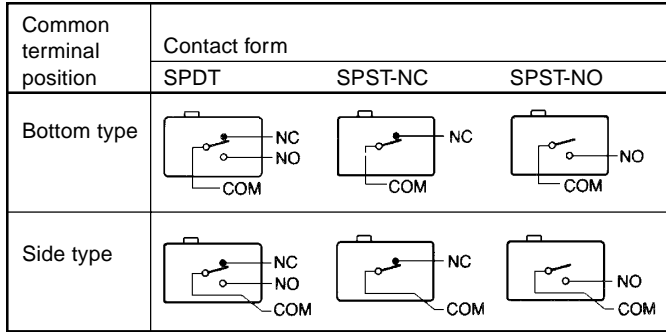 Common
terminal
position
Contact form
SPDT SPST-NC SPST-NO
Bottom type
NC
NO
COM
NC
COM
NO
COM
Side type
NC
NO
COM
NC
COM
NO
COM